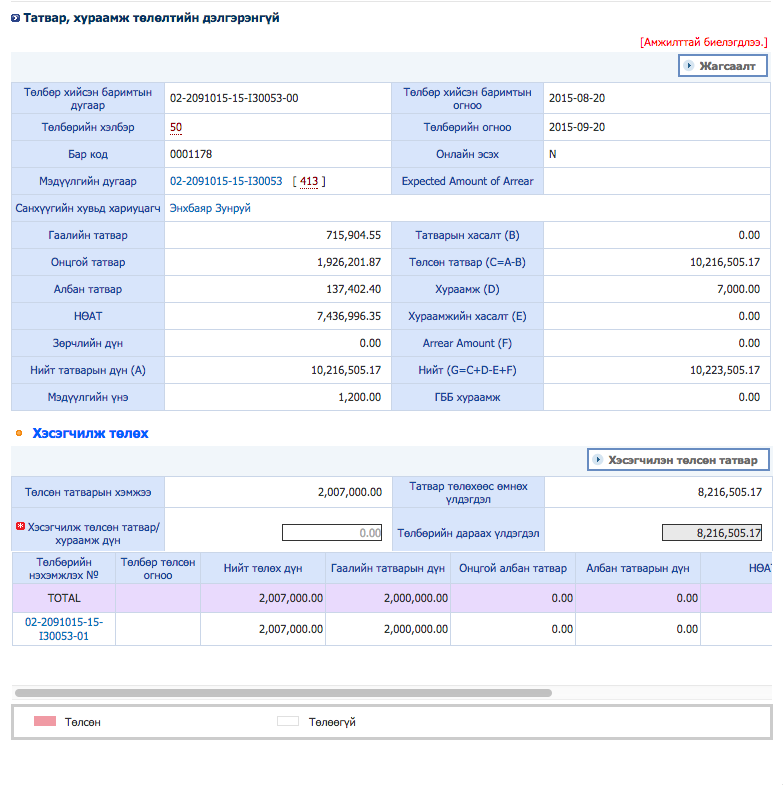 Татвар, хураамж төлөлтийн дэлгэрэнгүй
[Амжилттай биелэгдлээ.]
Жагсаалт
Төлбөр хийсэн баримтын дугаар 02-2091015-15-I30053-00 Төлбөр хийсэн баримтын огноо 2015-08-20
Төлбөрийн хэлбэр 50 Төлбөрийн огноо 2015-09-20
Бар код 0001178 Онлайн эсэх N
Мэдүүлгийн дугаар 02-2091015-15-I30053 [ 413 ] Expected Amount of Arrear
Санхүүгийн хувьд хариуцагч Энхбаяр Зунруй
Гаалийн татвар 715,904.55 Татварын хасалт (B) 0.00
Онцгой татвар 1,926,201.87 Төлсөн татвар (C=A-B) 10,216,505.17
Албан татвар 137,402.40 Хураамж (D) 7,000.00
НӨАТ 7,436,996.35 Хураамжийн хасалт (E) 0.00
Зөрчлийн дүн 0.00 Arrear Amount (F) 0.00
Нийт татварын дүн (A) 10,216,505.17 Нийт (G=C+D-E+F) 10,223,505.17
Мэдүүлгийн үнэ 1,200.00 ГББ хураамж 0.00
Хэсэгчилж төлөх
Хэсэгчилэн төлсөн татвар
Төлсөн татварын хэмжээ 2,007,000.00 Татвар төлөхөөс өмнөх үлдэгдэл 8,216,505.17
Хэсэгчилж төлсөн татвар/хураамж дүн 0.00 Төлбөрийн дараах үлдэгдэл 8,216,505.17
Төлбөрийн нэхэмжлэх № Төлбөр төлсөн огноо Нийт төлөх дүн Гаалийн татварын дүн Онцгой албан татвар Албан татварын дүн НӨАТ
TOTAL 2,007,000.00 2,000,000.00 0.00 0.00
02-2091015-15-I30053-01 2,007,000.00 2,000,000.00 0.00 0.00
Төлсөн Төлөөгүй